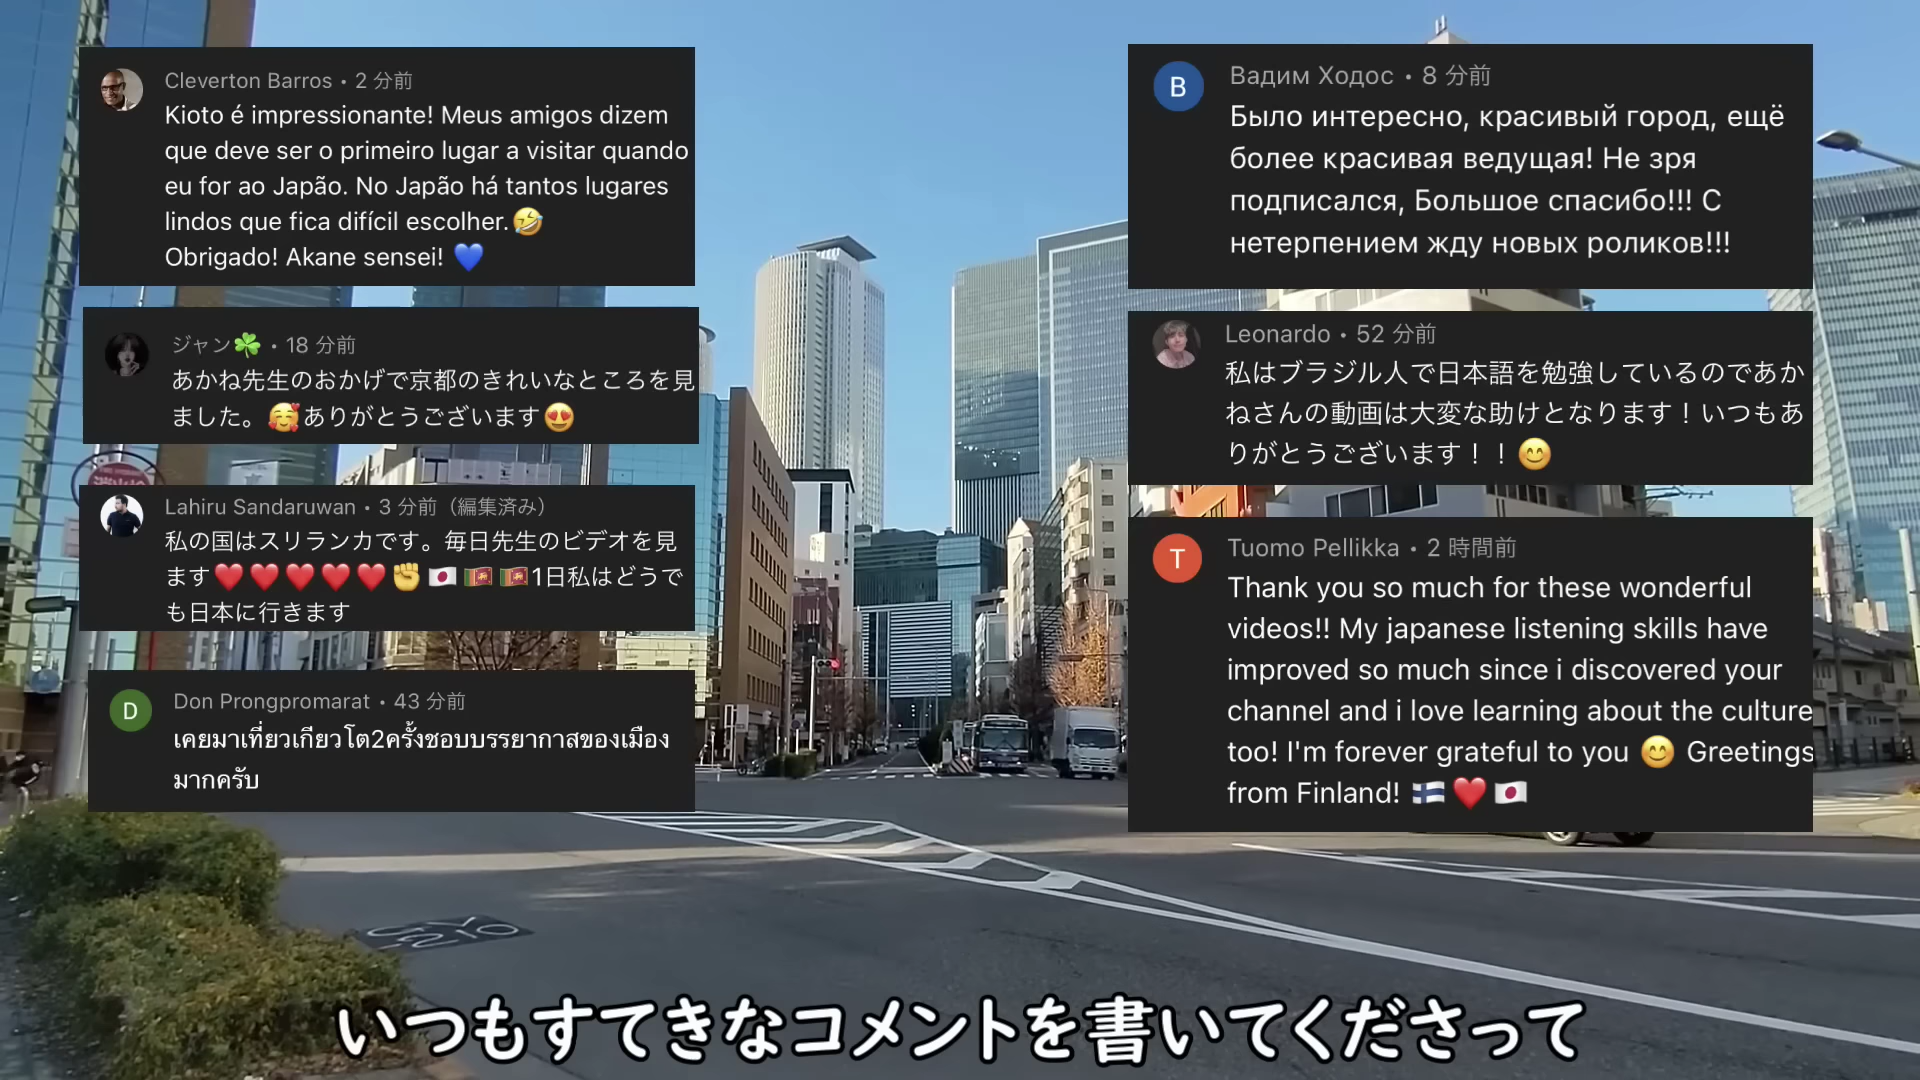 Cleverton Barros • 2 分前
Kioto é impressionante! Meus amigos dizem
que deve ser o primeiro lugar a visitar quando
eu for ao Japão. No Japão há tantos lugares
lindos que fica difícil escolher.🤣
Obrigado! Akane sensei! 💙
ジャン☘️ • 18 分前
あかね先生のおかげで京都のきれいなところを見
ました。🥰ありがとうございます😍
Lahiru Sandaruwan • 3 分前（編集済み）
私の国はスリランカです。毎日先生のビデオを見
ます❤️❤️❤️❤️❤️✊🇯🇵🇱🇰🇱🇰1日私はどうで
も日本に行きます
D
Don Prongpromarat • 43 分前
เคยมาเที่ยวเกียวโต2ครั้งชอบบรรยากาศของเมือง
มากครับ
В
Вадим Ходос • 8 分前
Было интересно, красивый город, ещё
более красивая ведущая! Не зря
подписался, Большое спасибо!!! С
нетерпением жду новых роликов!!!
Leonardo • 52 分前
私はブラジル人で日本語を勉強しているのであか
ねさんの動画は大変な助けとなります！いつもあ
りがとうございます！！😊
T
Tuomo Pellikka • 2 時間前
Thank you so much for these wonderful
videos!! My japanese listening skills have
improved so much since i discovered your
channel and i love learning about the culture
too! I'm forever grateful to you 😊 Greetings
from Finland! 🇫🇮❤️🇯🇵
いつもすてきなコメントを書いてくださって